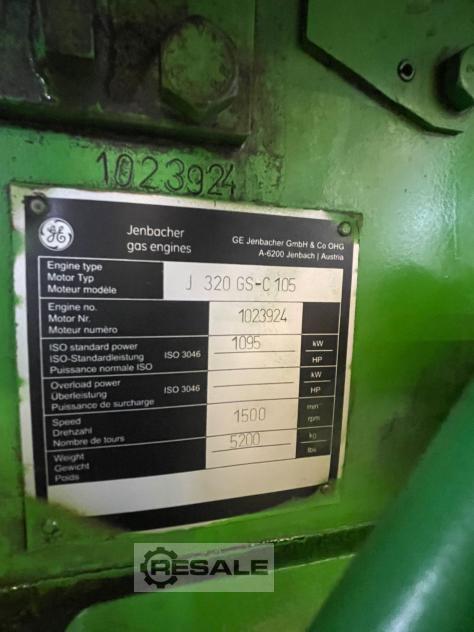 1023924
GE
Jenbacher
gas engines
GE Jenbacher GmbH & Co OHG
A-6200 Jenbach | Austria
Engine type
Motor Typ
Moteur modèle
J 320 GS-C 105
Engine no.
Motor Nr.
Moteur numéro
1023924
ISO standard power
ISO-Standardleistung
Puissance normale ISO
ISO 3046
1095
kW
HP
Overload power
Überleistung
Puissance de surcharge
ISO 3046
kW
HP
Speed
Drehzahl
Nombre de tours
1500
min⁻¹
rpm
Weight
Gewicht
Poids
5200
kg
lbs
RESALE